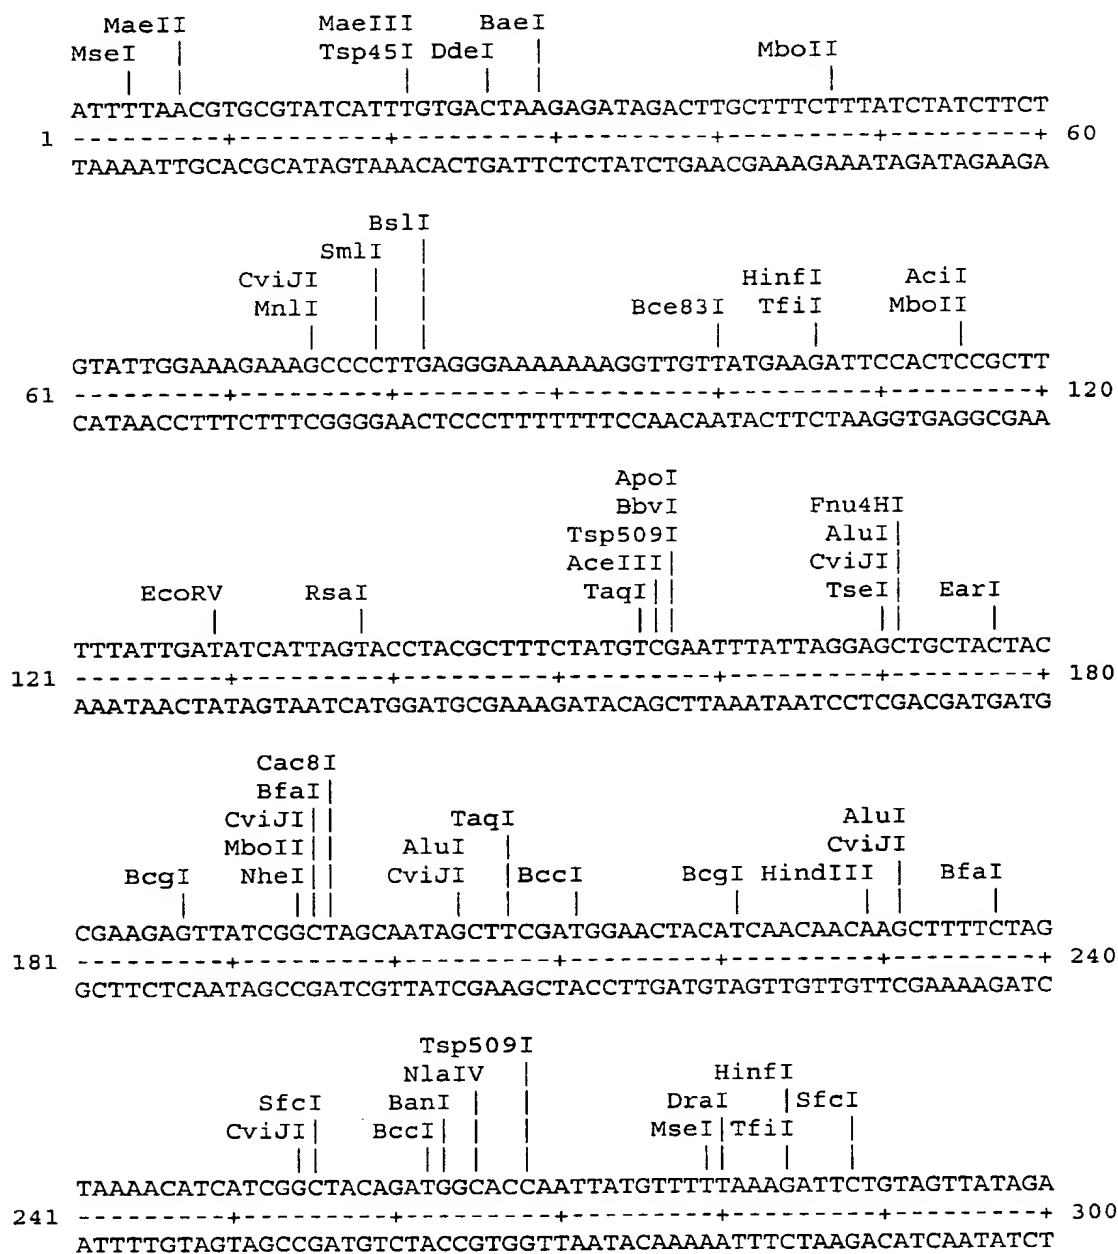 MaeII MaeIII BaeI
MseI Tsp45I DdeI MboII
ATTTTAACGTGCGTATCATTTGTGACTAAGAGATAGACTTGCTTTCTTTATCTATCTTCT
1 ---------+---------+---------+---------+---------+---------+ 60
TAAAATTGCACGCATAGTAAACACTGATTCTCTATCTGAACGAAAGAAATAGATAGAAGA
BslI
SmlI
CviJI HinfI AciI
MnlI Bce83I TfiI MboII
GTATTGGAAAGAAAGCCCCTTGAGGGAAAAAAAGGTTGTTATGAAGATTCCACTCCGCTT
61 ---------+---------+---------+---------+---------+---------+ 120
CATAACCTTTCTTTCGGGGAACTCCCTTTTTTTCCAACAATACTTCTAAGGTGAGGCGAA
ApoI
BbvI Fnu4HI
Tsp509I AluI
AceIII CviJI
EcoRV RsaI TaqI TseI EarI
TTTATTGATATCATTAGTACCTACGCTTTCTATGTCGAATTTATTAGGAGCTGCTACTAC
121 ---------+---------+---------+---------+---------+---------+ 180
AAATAACTATAGTAATCATGGATGCGAAAGATACAGCTTAAATAATCCTCGACGATGATG
Cac8I
BfaI
CviJI TaqI AluI
MboII AluI CviJI
BcgI NheI CviJI BccI BcgI HindIII BfaI
CGAAGAGTTATCGGCTAGCAATAGCTTCGATGGAACTACATCAACAACAAGCTTTTCTAG
181 ---------+---------+---------+---------+---------+---------+ 240
GCTTCTCAATAGCCGATCGTTATCGAAGCTACCTTGATGTAGTTGTTGTTCGAAAAGATC
Tsp509I
NlaIV HinfI
SfcI BanI DraI SfcI
CviJI BccI MseI TfiI
TAAAACATCATCGGCTACAGATGGCACCAATTATGTTTTTAAAGATTCTGTAGTTATAGA
241 ---------+---------+---------+---------+---------+---------+ 300
ATTTTGTAGTAGCCGATGTCTACCGTGGTTAATACAAAAATTTCTAAGACATCAATATCT